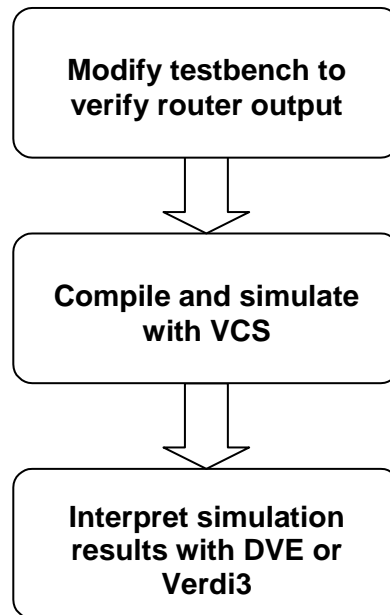 Modify testbench to
verify router output
Compile and simulate
with VCS
Interpret simulation
results with DVE or
Verdi3